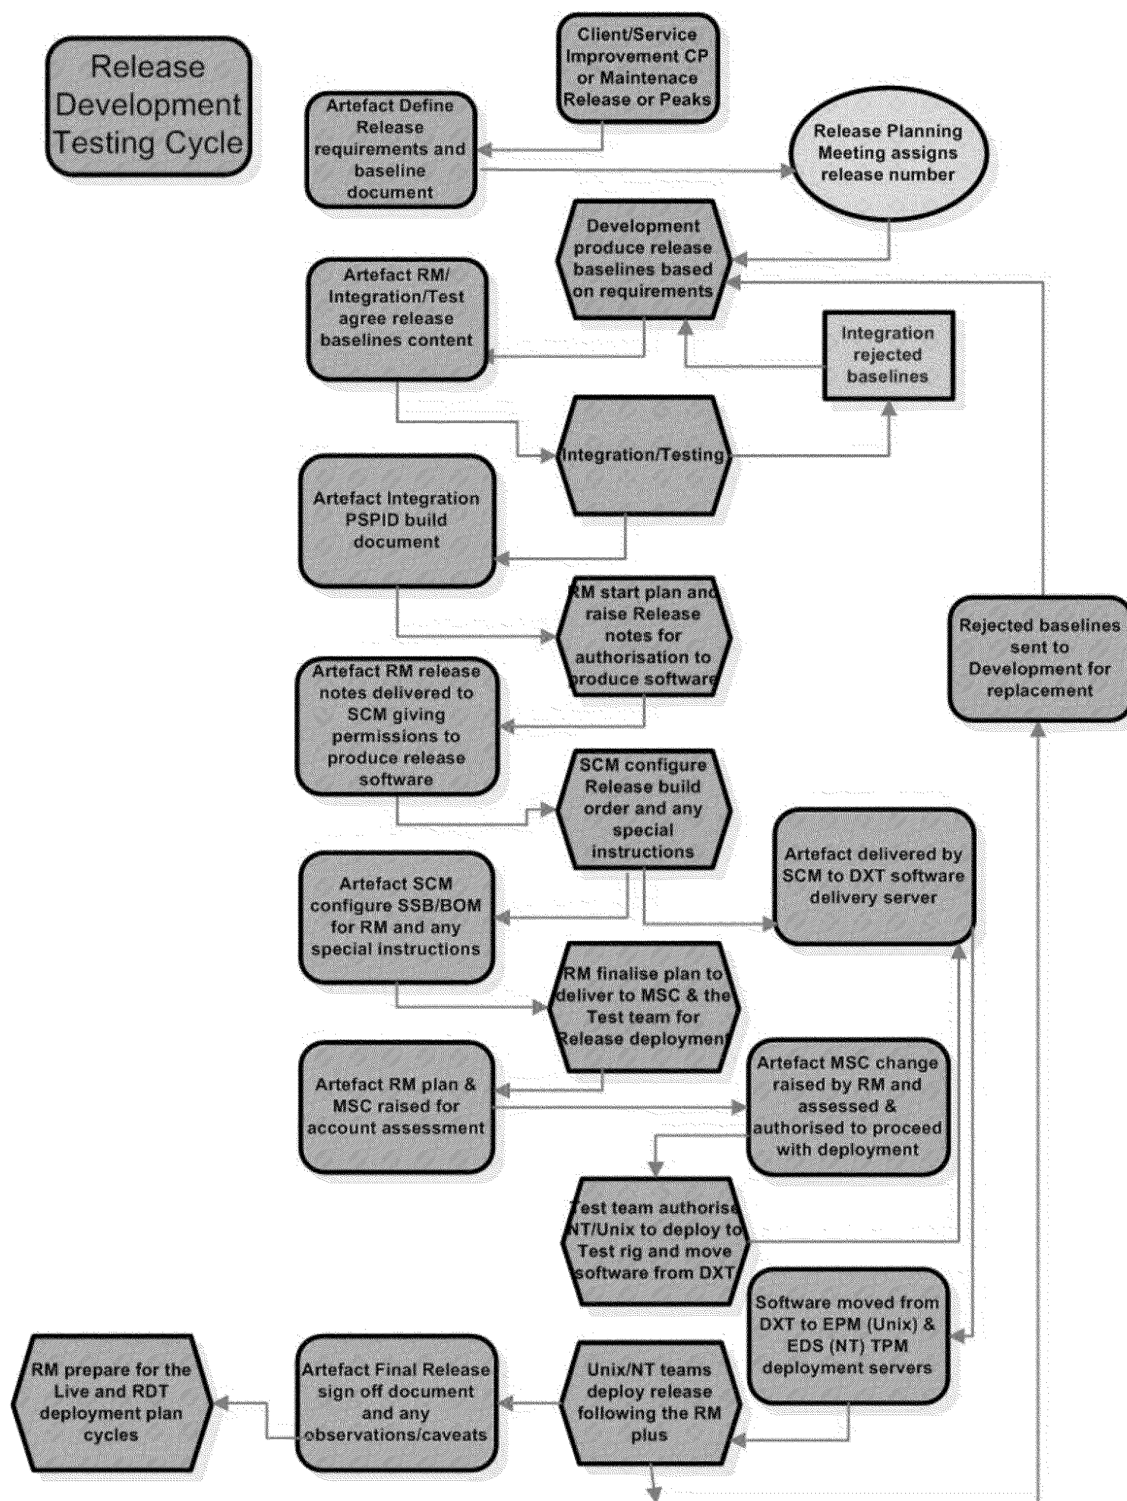 Release
Development
Testing Cycle
Client/Service
Improvement CP
or Maintenace
Release or Peaks
Artefact Define
Release
requirements and
baseline
document
Release Planning
Meeting assigns
release number
Development
produce release
baselines based
on requirements
Artefact RM/
Integration/Test
agree release
baselines content
Integration
rejected
baselines
Integration/Testing
Artefact Integration
PSPID build
document
RM start plan and
raise Release
notes for
authorisation to
produce software
Rejected baselines
sent to
Development for
replacement
Artefact RM release
notes delivered to
SCM giving
permissions to
produce release
software
SCM configure
Release build
order and any
special
instructions
Artefact delivered by
SCM to DXT software
delivery server
Artefact SCM
configure SSB/BOM
for RM and any
special instructions
RM finalise plan to
deliver to MSC & the
Test team for
Release deployment
Artefact MSC change
raised by RM and
assessed &
authorised to proceed
with deployment
Artefact RM plan &
MSC raised for
account assessment
Test team authorise
NT/Unix to deploy to
Test rig and move
software from DXT
Software moved from
DXT to EPM (Unix) &
EDS (NT) TPM
deployment servers
RM prepare for the
Live and RDT
deployment plan
cycles
Artefact Final Release
sign off document
and any
observations/caveats
Unix/NT teams
deploy release
following the RM
plus